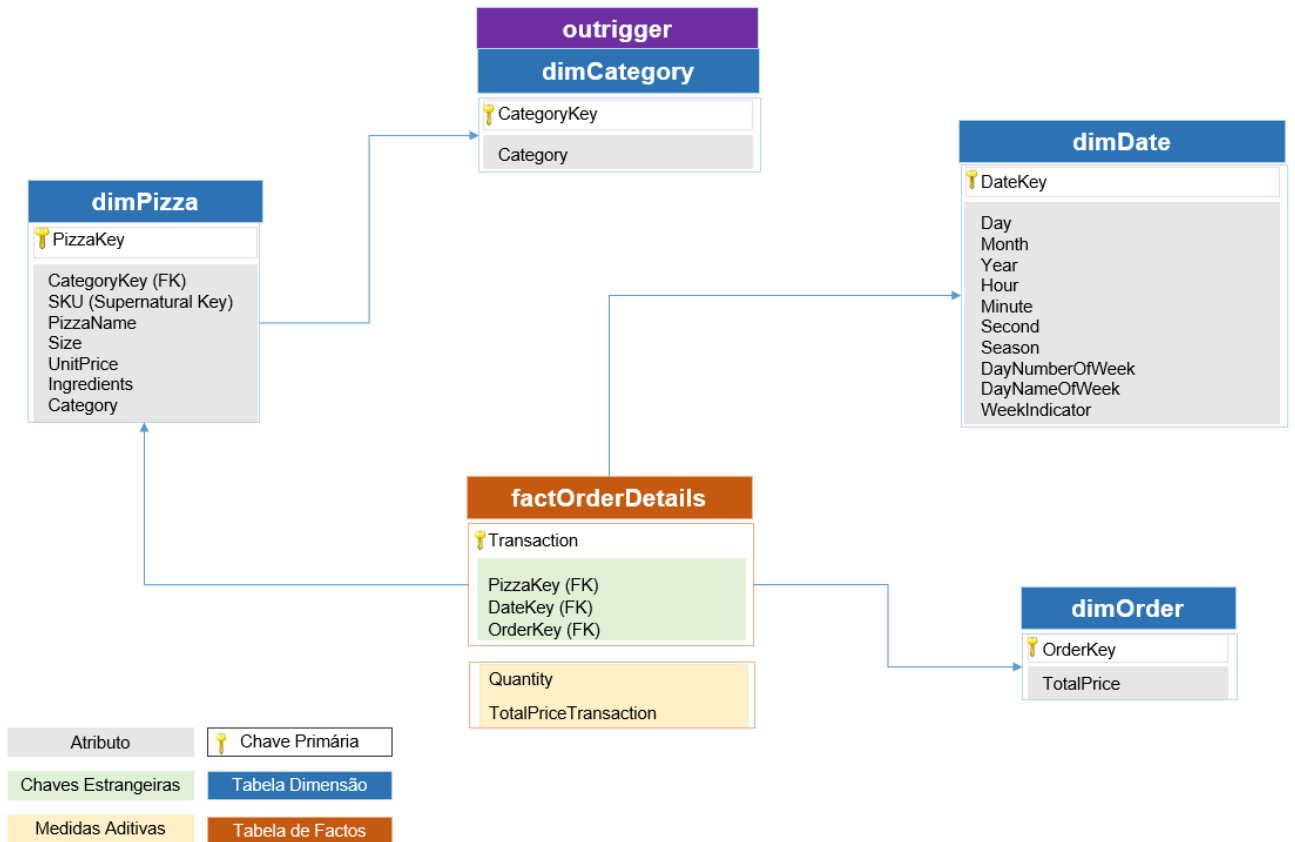 outrigger
dimCategory
CategoryKey
Category
dimDate
DateKey
Day
Month
Year
Hour
Minute
Second
Season
DayNumberOfWeek
DayNameOfWeek
WeekIndicator
dimPizza
PizzaKey
CategoryKey (FK)
SKU (Supernatural Key)
PizzaName
Size
UnitPrice
Ingredients
Category
factOrderDetails
Transaction
PizzaKey (FK)
DateKey (FK)
OrderKey (FK)
Quantity
TotalPriceTransaction
dimOrder
OrderKey
TotalPrice
Atributo
Chave Primária
Chaves Estrangeiras
Tabela Dimensão
Medidas Aditivas
Tabela de Factos